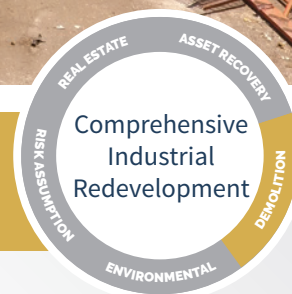 REAL ESTATE
ASSET RECOVERY
Comprehensive
Industrial
Redevelopment
RISK ASSUMPTION
DEMOLITION
ENVIRONMENTAL